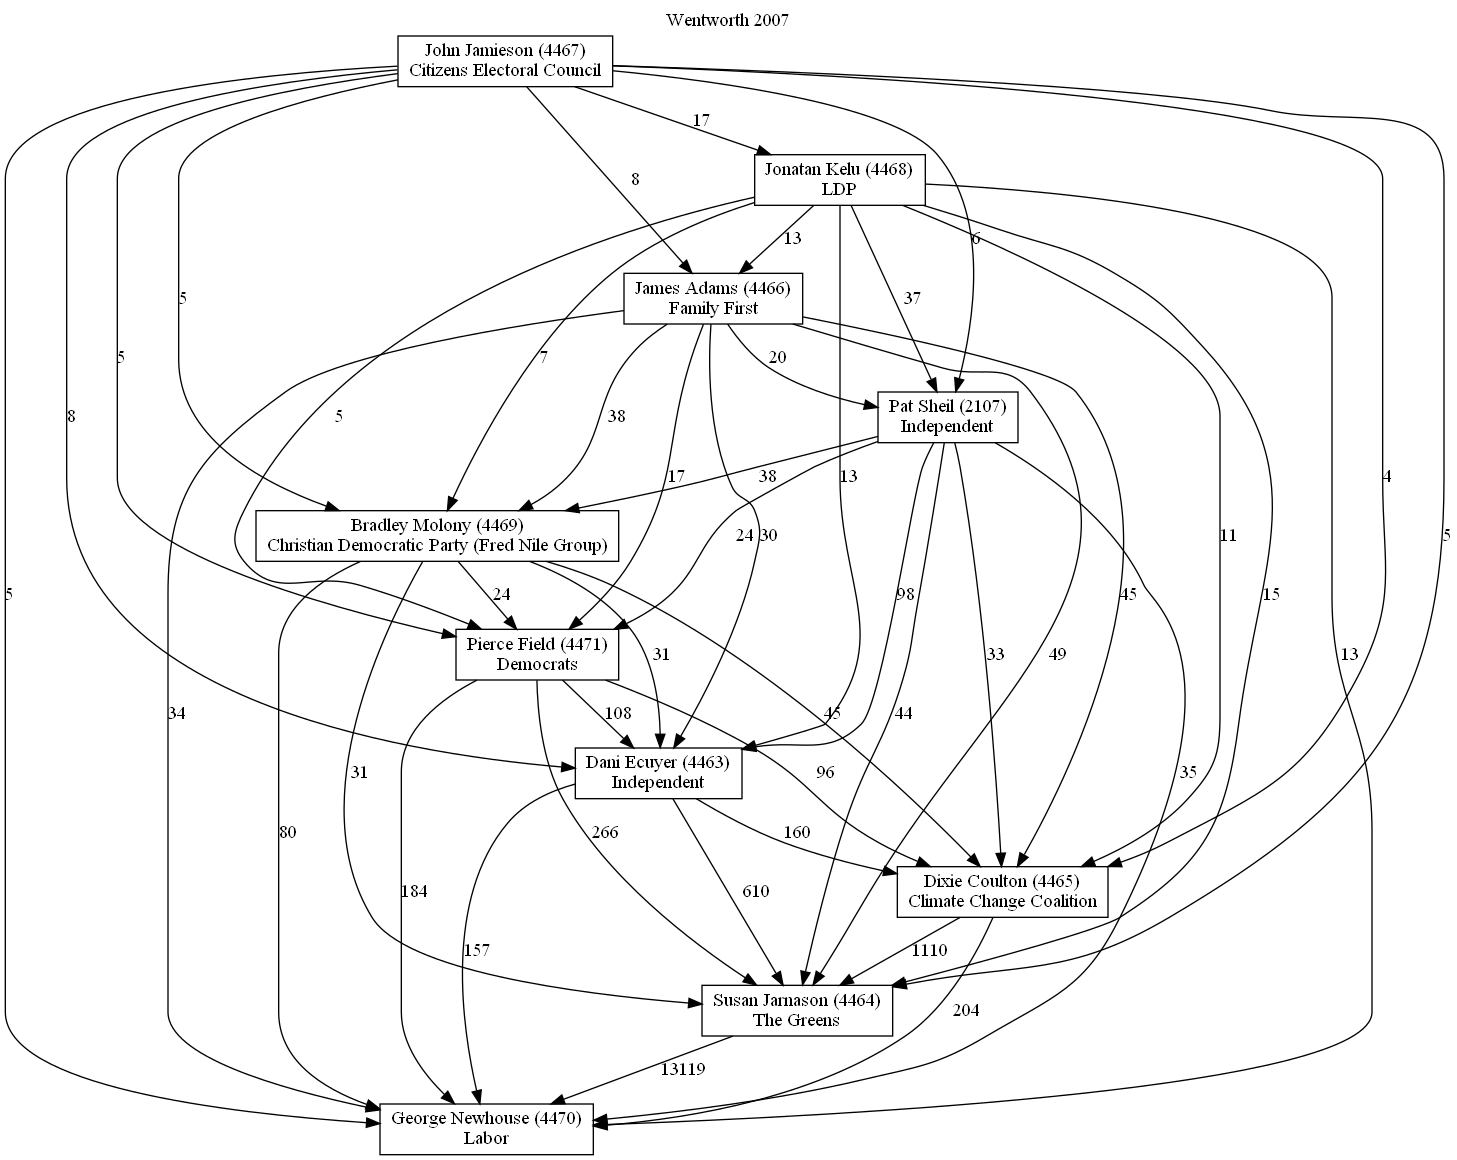 Wentworth 2007
John Jamieson (4467)
Citizens Electoral Council
17
Jonatan Kelu (4468)
LDP
8
13
6
James Adams (4466)
Family First
5
37
5
7
20
Pat Sheil (2107)
Independent
8
5
38
17
38
13
4
Bradley Molony (4469)
Christian Democratic Party (Fred Nile Group)
24
30
11
5
5
24
98
45
15
Pierce Field (4471)
Democrats
31
33
49
13
34
108
45
44
Dani Ecuyer (4463)
Independent
31
96
35
80
266
160
Dixie Coulton (4465)
Climate Change Coalition
184
610
157
1110
Susan Jarnason (4464)
The Greens
204
13119
George Newhouse (4470)
Labor